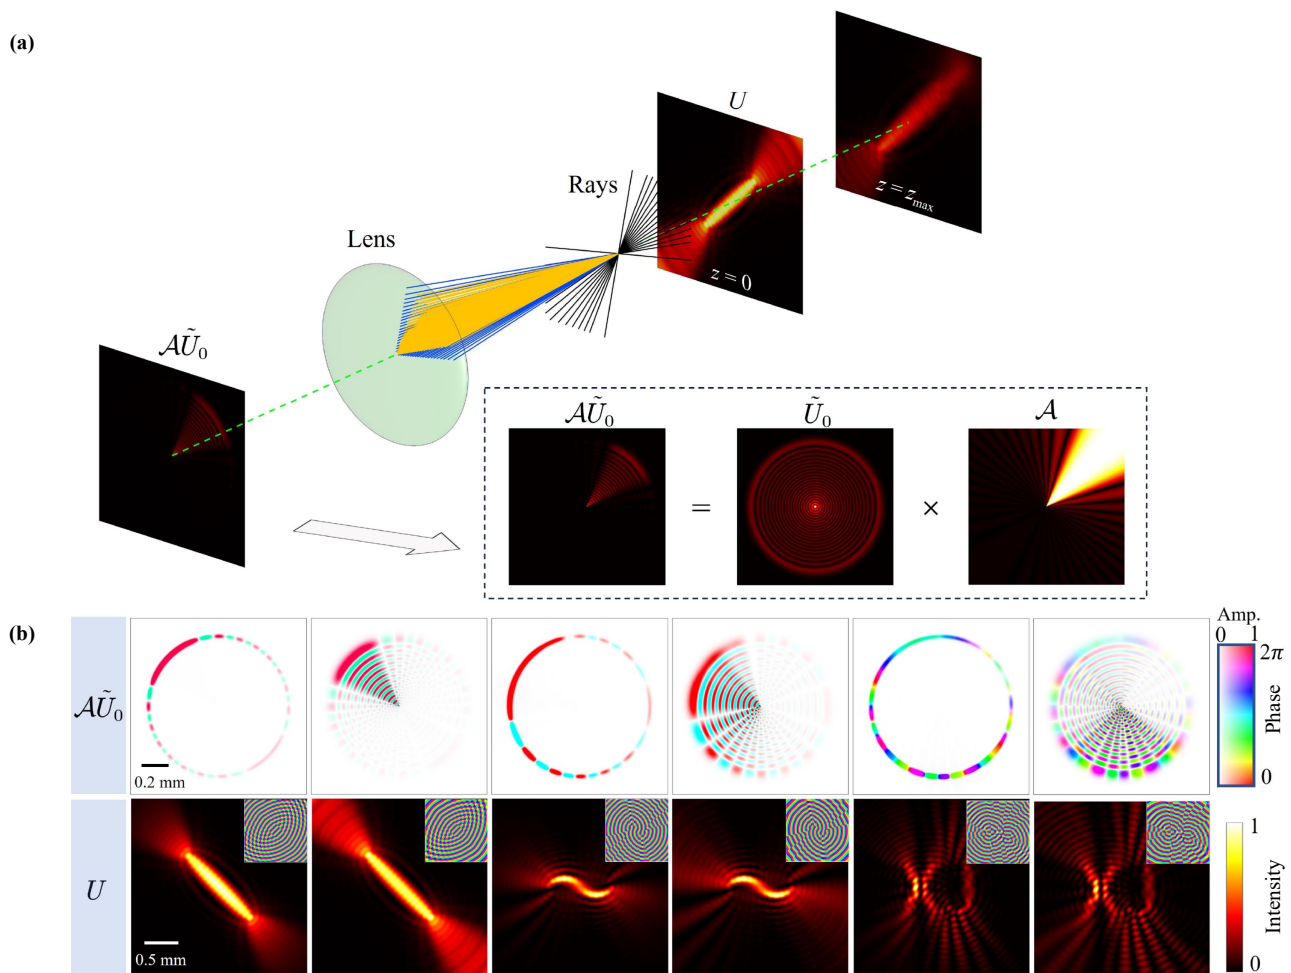 (a)
U
Rays
z = z_max
Lens
z = 0
𝒜Ũ₀
𝒜Ũ₀
Ũ₀
𝒜
=
×
(b)
Amp.
0 1
2π
𝒜Ũ₀
Phase
0
0.2 mm
1
U
Intensity
0.5 mm
0